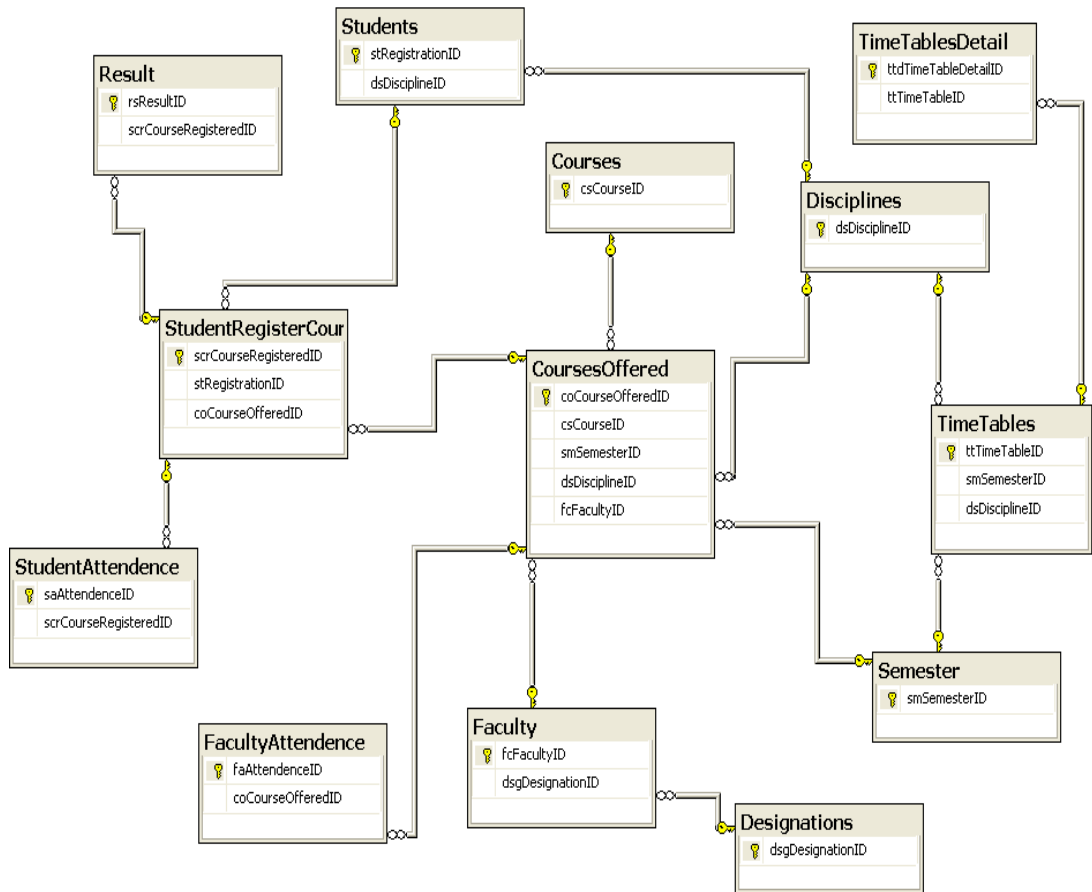 Students
stRegistrationID
dsDisciplineID
TimeTablesDetail
ttdTimeTableDetailID
ttTimeTableID
Result
rsResultID
scrCourseRegisteredID
Courses
csCourseID
Disciplines
dsDisciplineID
StudentRegisterCour
scrCourseRegisteredID
stRegistrationID
coCourseOfferedID
CoursesOffered
coCourseOfferedID
csCourseID
smSemesterID
dsDisciplineID
fcFacultyID
TimeTables
ttTimeTableID
smSemesterID
dsDisciplineID
StudentAttendence
saAttendenceID
scrCourseRegisteredID
Semester
smSemesterID
FacultyAttendence
faAttendenceID
coCourseOfferedID
Faculty
fcFacultyID
dsgDesignationID
Designations
dsgDesignationID